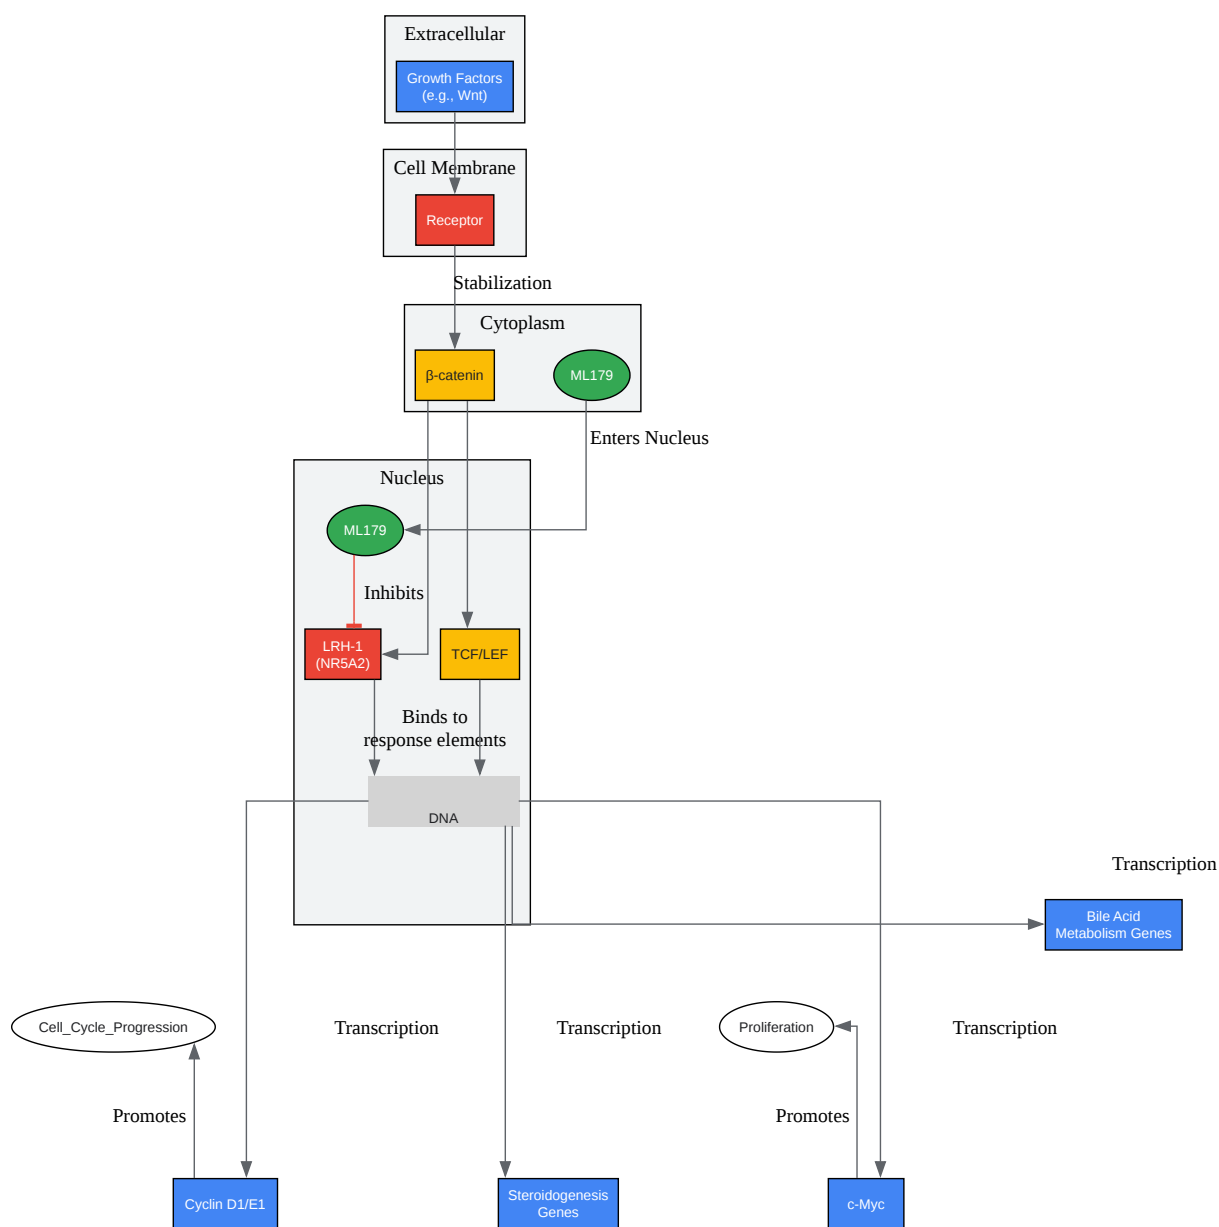 Extracellular
Growth Factors
(e.g., Wnt)
Cell Membrane
Receptor
Stabilization
Cytoplasm
β-catenin
ML179
Enters Nucleus
Nucleus
ML179
Inhibits
LRH-1
(NR5A2)
TCF/LEF
Binds to
response elements
DNA
Transcription
Bile Acid
Metabolism Genes
Cell_Cycle_Progression
Transcription
Transcription
Proliferation
Transcription
Promotes
Promotes
Cyclin D1/E1
Steroidogenesis
Genes
c-Myc